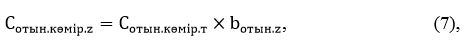 Сотын.көмір.z = Сотын.көмір.т × bотын.z, (7),